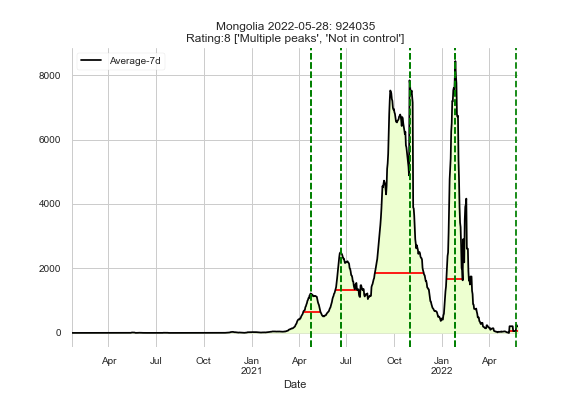 Mongolia 2022-05-28: 924035
Rating:8 ['Multiple peaks', 'Not in control']
Average-7d
8000
6000
4000
2000
0
Apr Jul Oct Jan Apr Jul Oct Jan Apr
2021 2022
Date